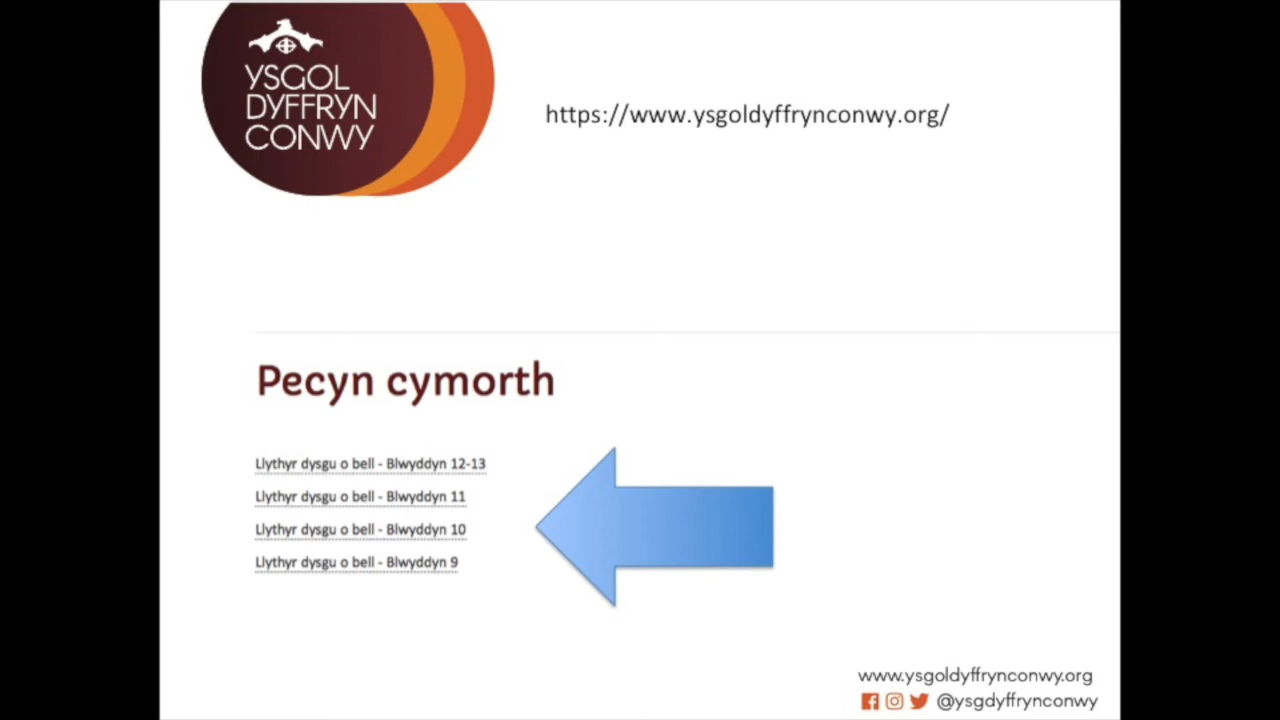 YSGOL
DYFFRYN
CONWY
https://www.ysgoldyffrynconwy.org/
Pecyn cymorth
Llythyr dysgu o bell - Blwyddyn 12-13
Llythyr dysgu o bell - Blwyddyn 11
Llythyr dysgu o bell - Blwyddyn 10
Llythyr dysgu o bell - Blwyddyn 9
www.ysgoldyffrynconwy.org
@ysgdyffrynconwy